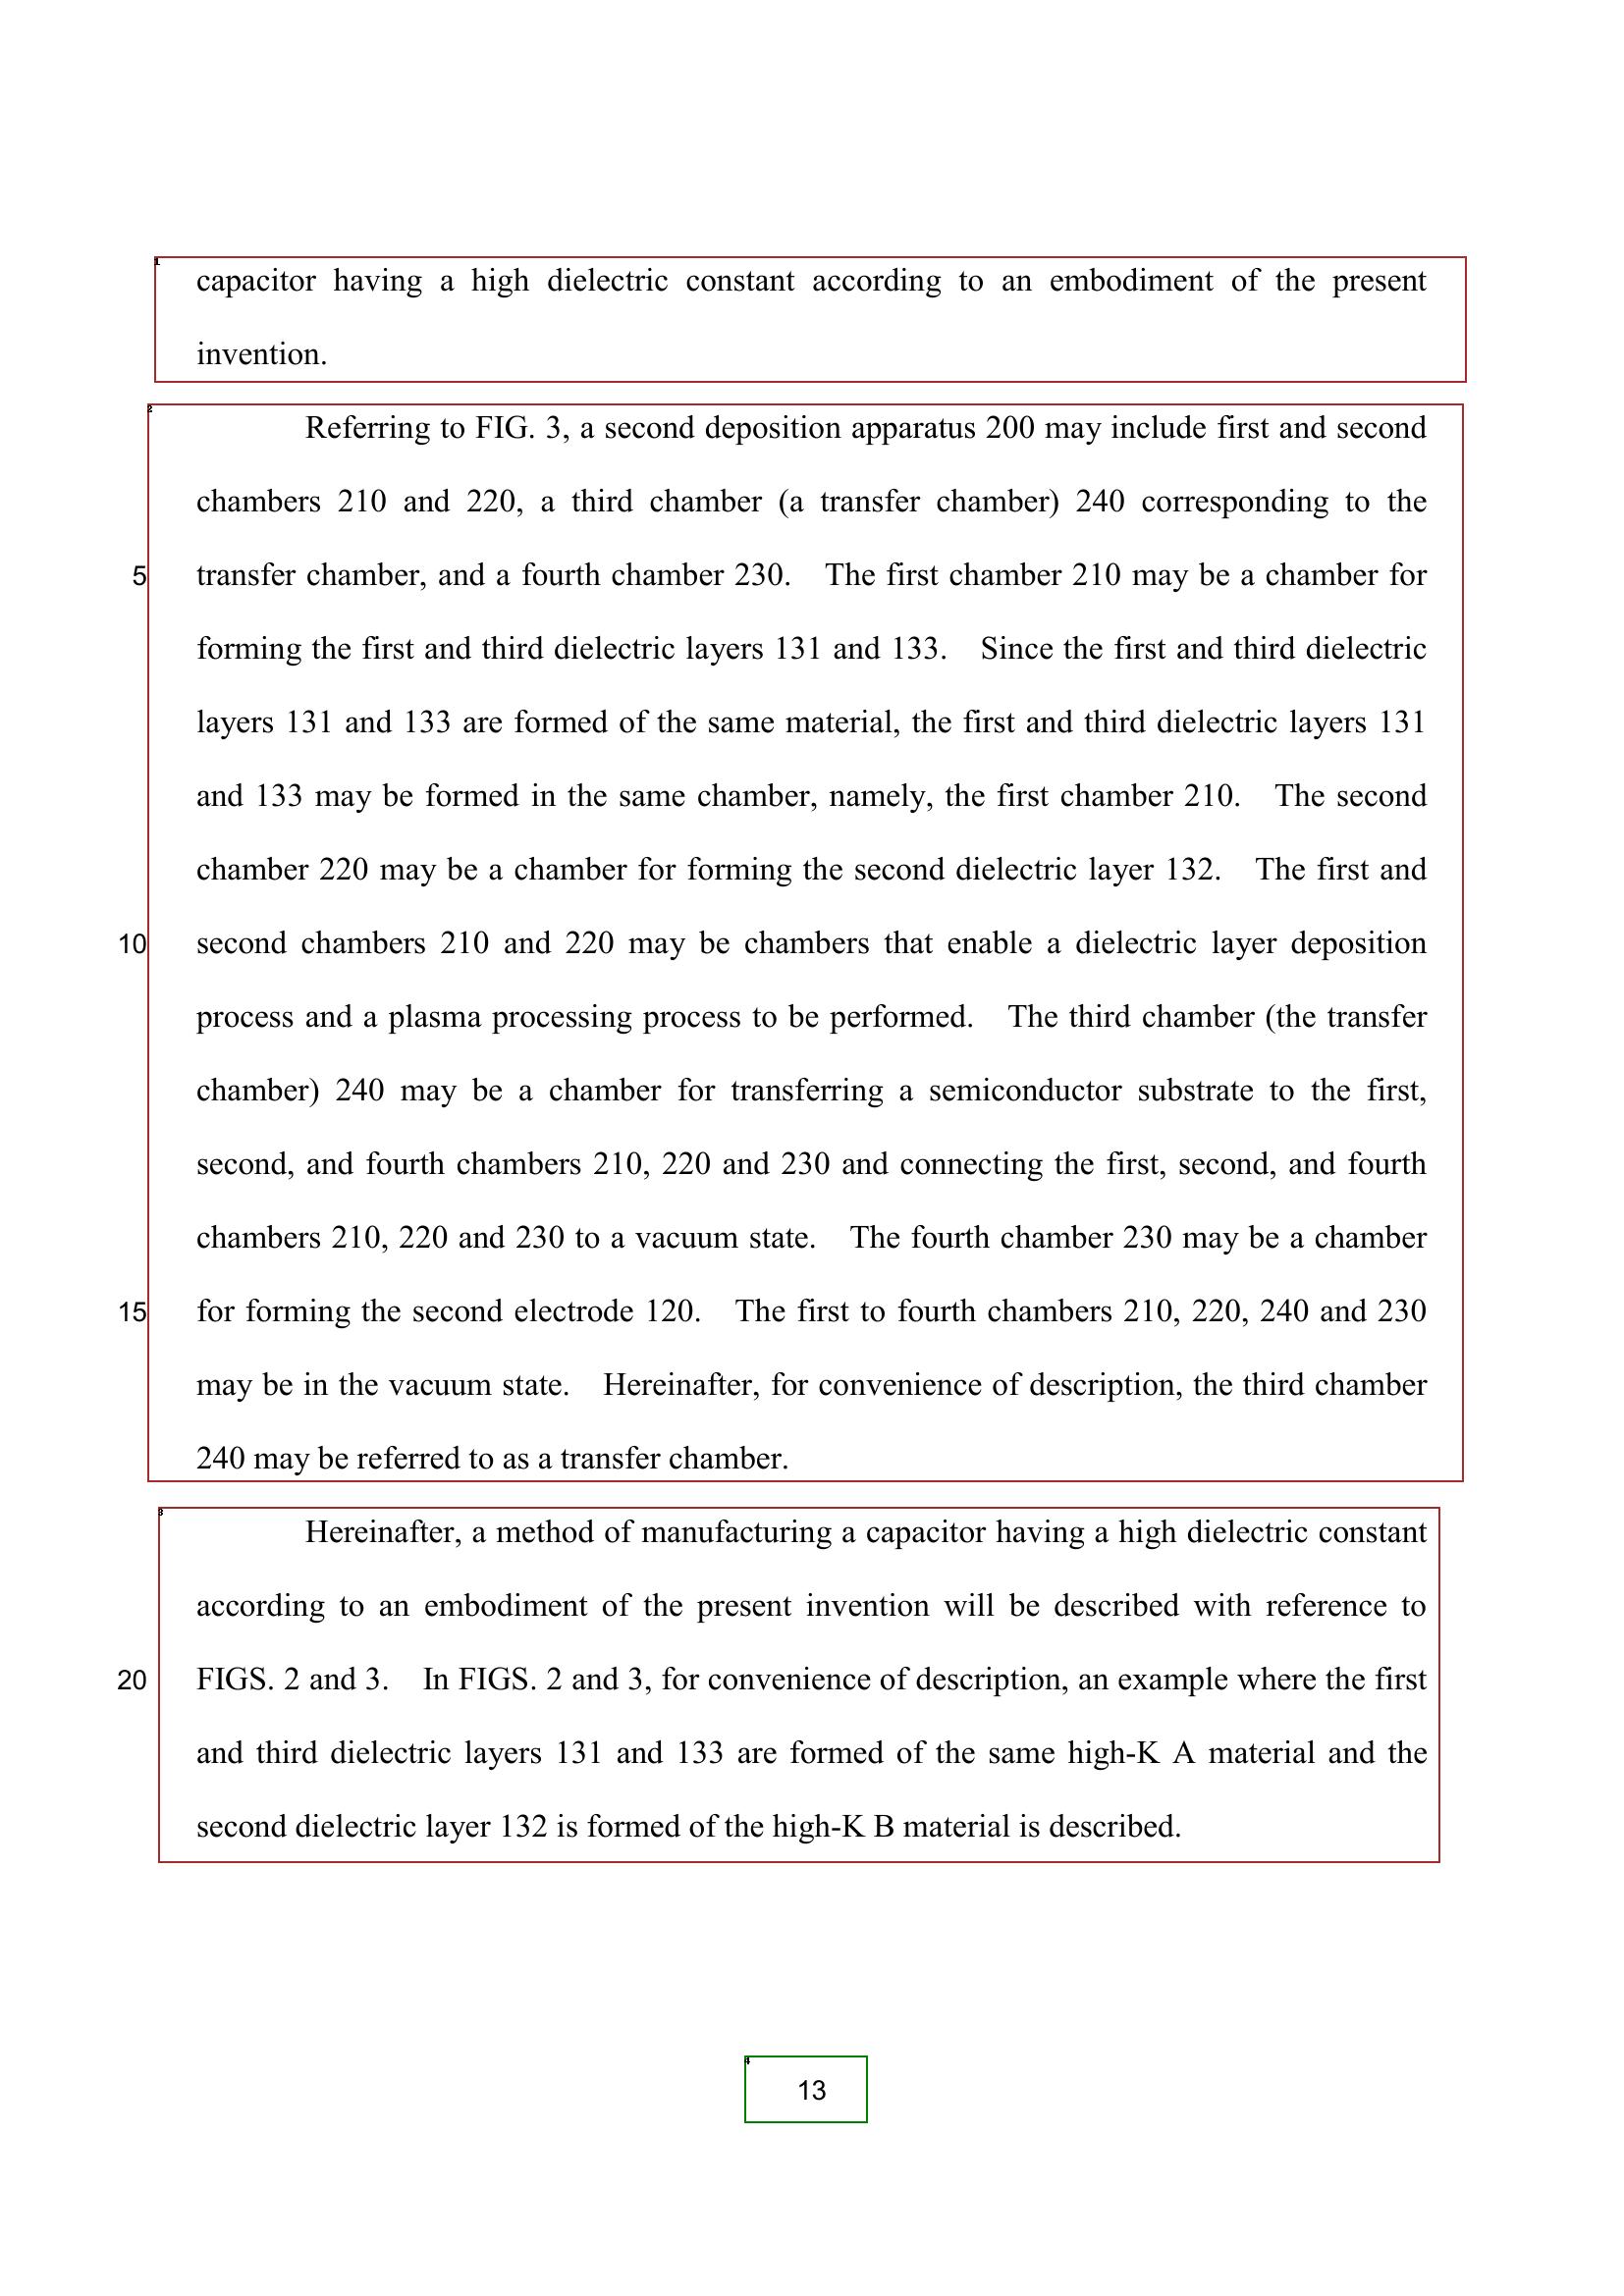 capacitor having a high dielectric constant according to an embodiment of the present
invention.
Referring to FIG. 3, a second deposition apparatus 200 may include first and second
chambers 210 and 220, a third chamber (a transfer chamber) 240 corresponding to the
5 transfer chamber, and a fourth chamber 230. The first chamber 210 may be a chamber for
forming the first and third dielectric layers 131 and 133. Since the first and third dielectric
layers 131 and 133 are formed of the same material, the first and third dielectric layers 131
and 133 may be formed in the same chamber, namely, the first chamber 210. The second
chamber 220 may be a chamber for forming the second dielectric layer 132. The first and
10 second chambers 210 and 220 may be chambers that enable a dielectric layer deposition
process and a plasma processing process to be performed. The third chamber (the transfer
chamber) 240 may be a chamber for transferring a semiconductor substrate to the first,
second, and fourth chambers 210, 220 and 230 and connecting the first, second, and fourth
chambers 210, 220 and 230 to a vacuum state. The fourth chamber 230 may be a chamber
15 for forming the second electrode 120. The first to fourth chambers 210, 220, 240 and 230
may be in the vacuum state. Hereinafter, for convenience of description, the third chamber
240 may be referred to as a transfer chamber.
Hereinafter, a method of manufacturing a capacitor having a high dielectric constant
according to an embodiment of the present invention will be described with reference to
20 FIGS. 2 and 3. In FIGS. 2 and 3, for convenience of description, an example where the first
and third dielectric layers 131 and 133 are formed of the same high-K A material and the
second dielectric layer 132 is formed of the high-K B material is described.
13